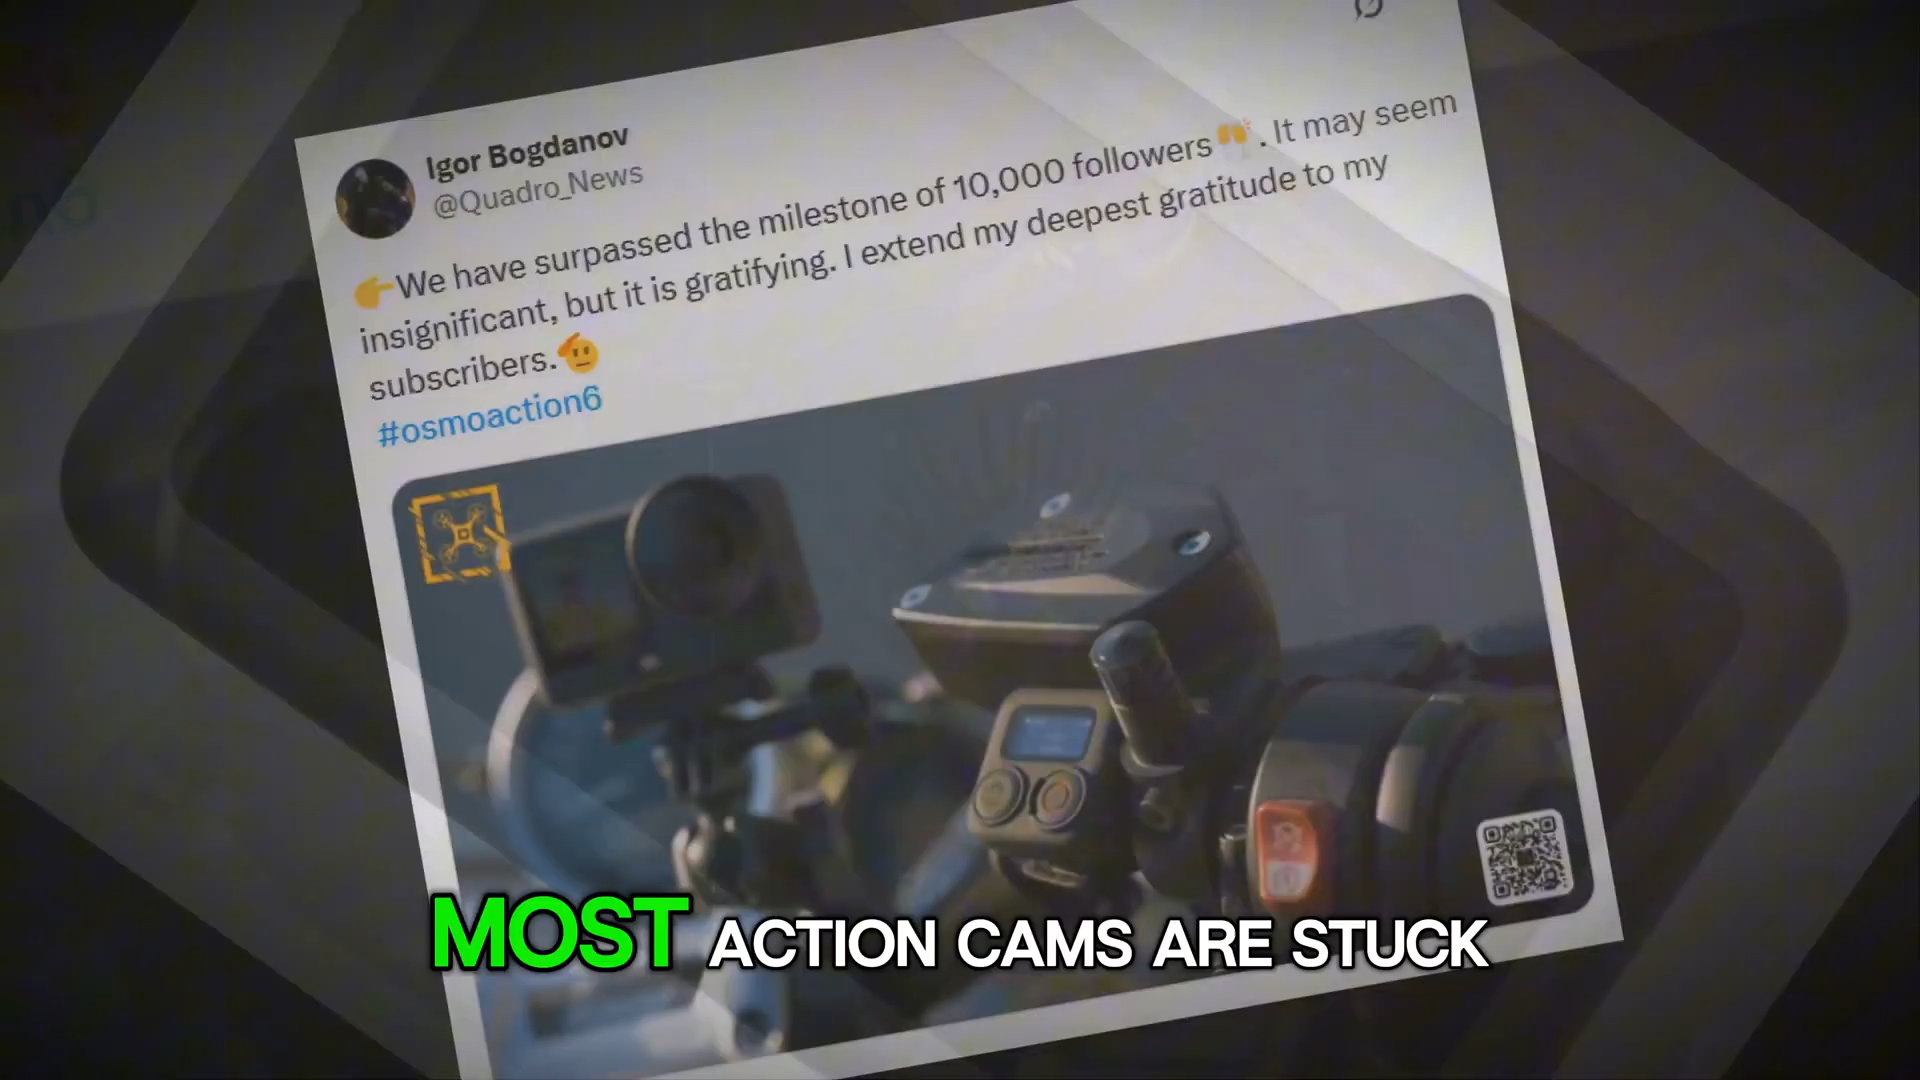 Igor Bogdanov
@Quadro_News
👉We have surpassed the milestone of 10,000 followers🙌. It may seem
insignificant, but it is gratifying. I extend my deepest gratitude to my
subscribers.🫡
#osmoaction6
MOST ACTION CAMS ARE STUCK